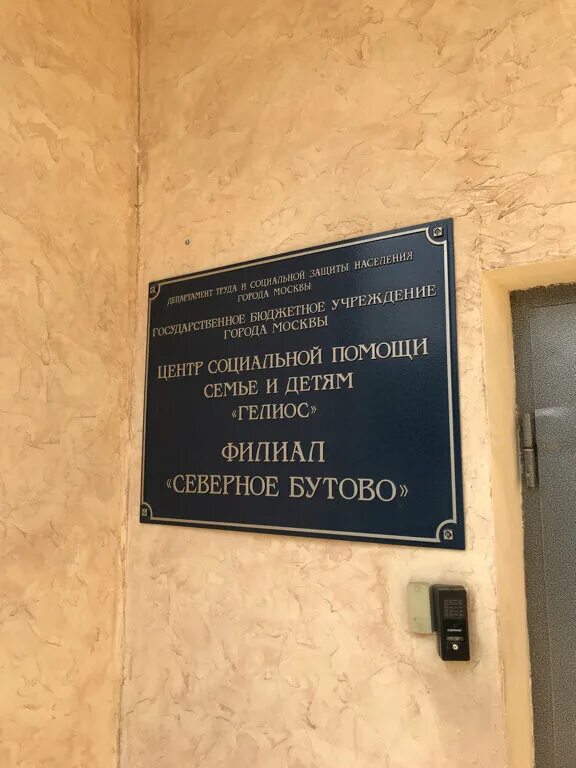 ДЕПАРТАМЕНТ ТРУДА И СОЦИАЛЬНОЙ ЗАЩИТЫ НАСЕЛЕНИЯ
ГОРОДА МОСКВЫ
ГОСУДАРСТВЕННОЕ БЮДЖЕТНОЕ УЧРЕЖДЕНИЕ
ГОРОДА МОСКВЫ
ЦЕНТР СОЦИАЛЬНОЙ ПОМОЩИ
СЕМЬЕ И ДЕТЯМ
«ГЕЛИОС»
ФИЛИАЛ
«СЕВЕРНОЕ БУТОВО»